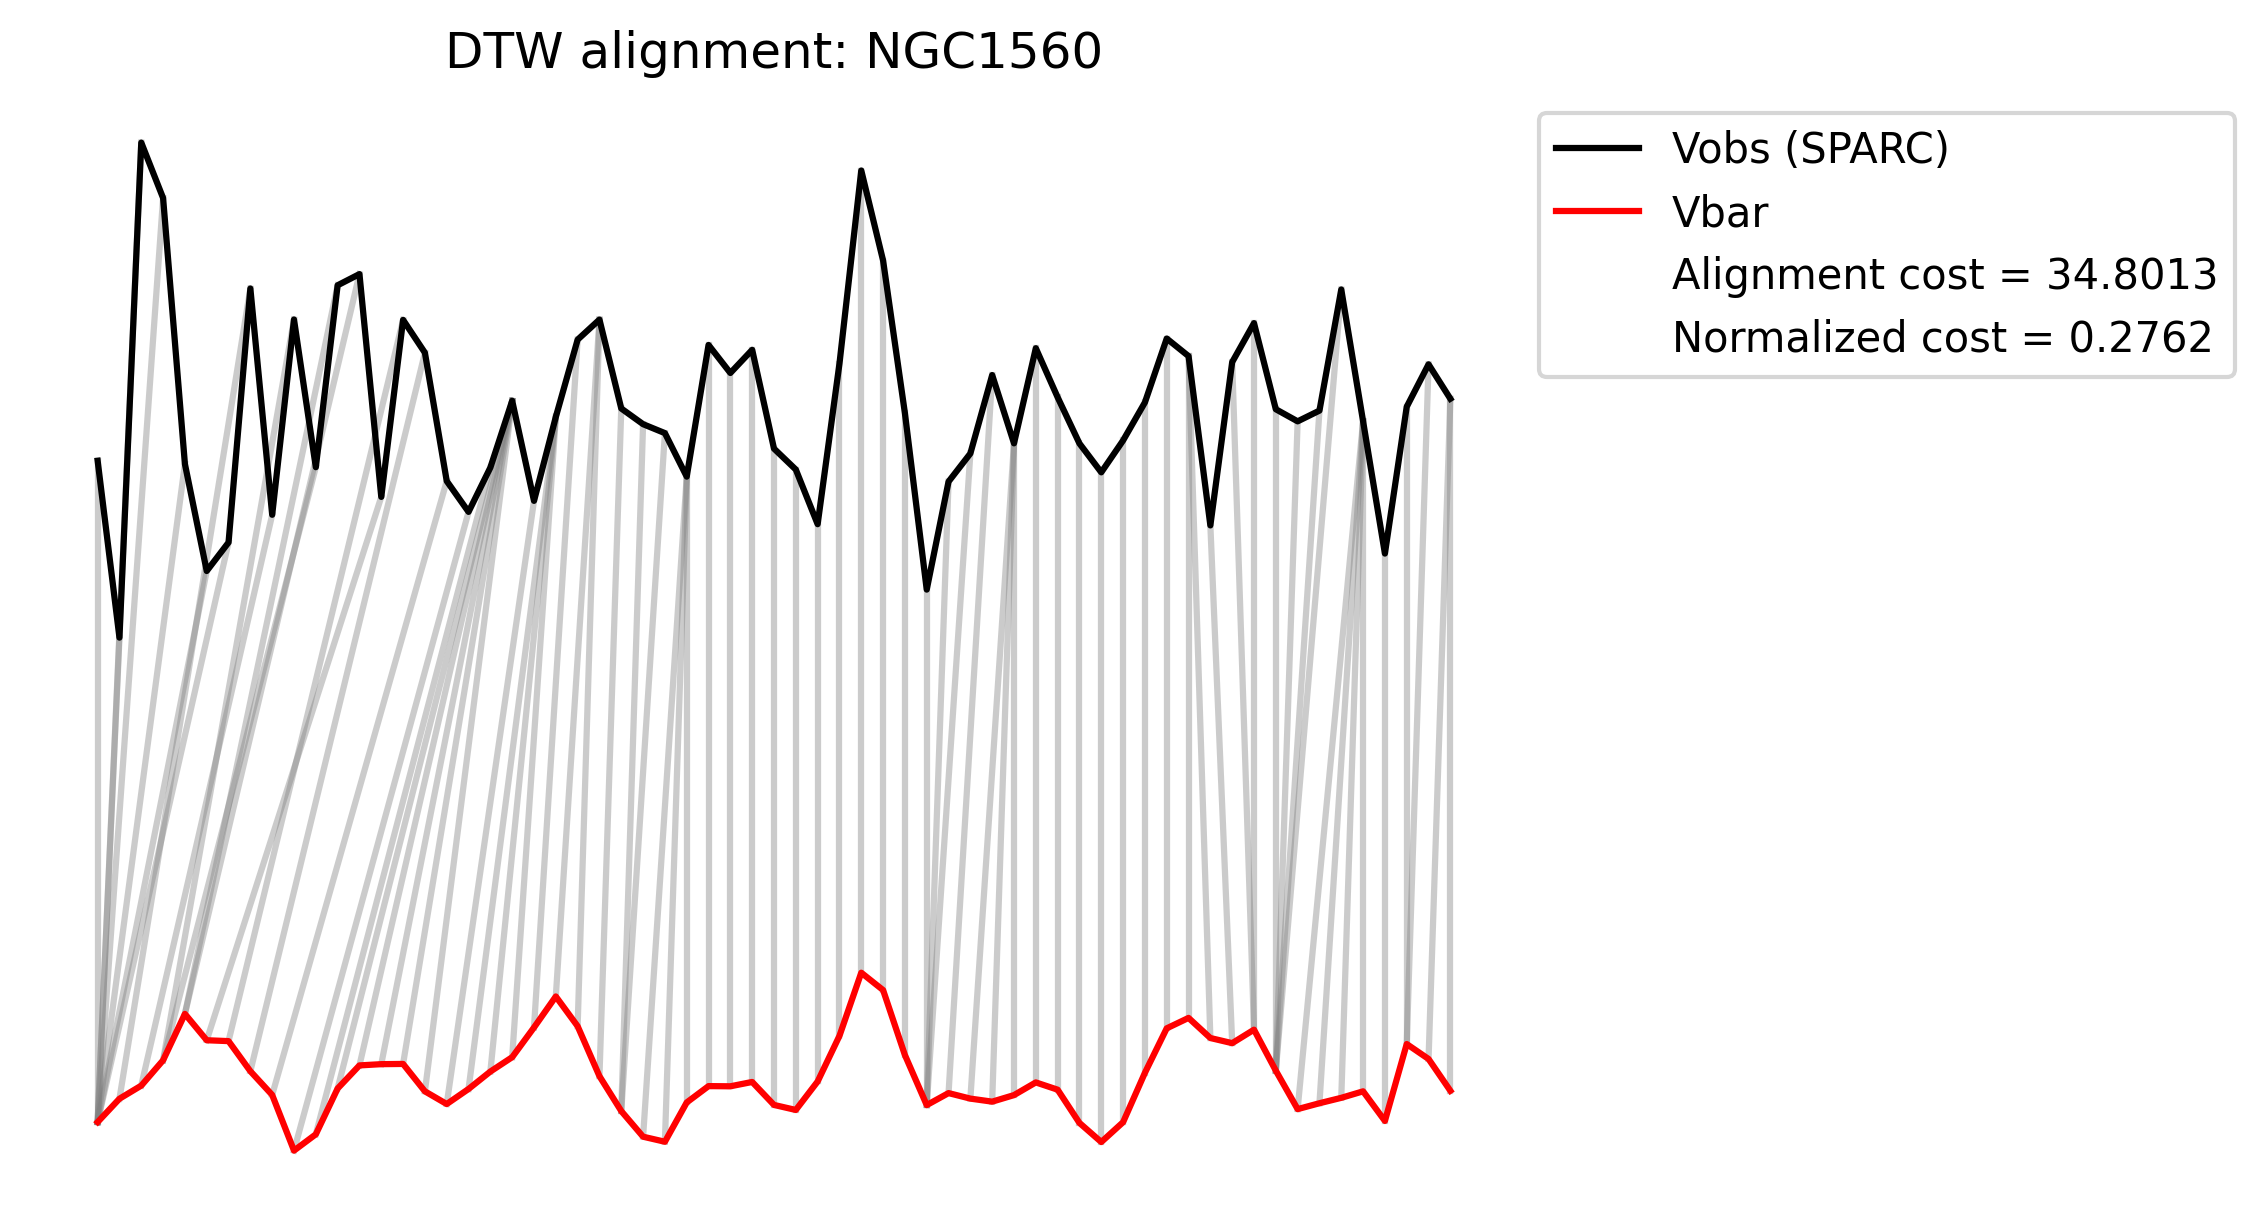 DTW alignment: NGC1560
Vobs (SPARC)
Vbar
Alignment cost = 34.8013
Normalized cost = 0.2762